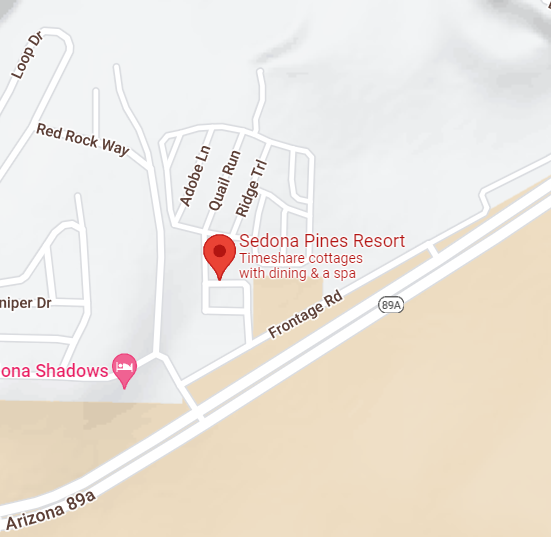 Loop Dr
Red Rock Way
Adobe Ln
Quail Run
Ridge Trl
Sedona Pines Resort
Timeshare cottages
with dining & a spa
niper Dr
Frontage Rd
89A
ona Shadows
Arizona 89a